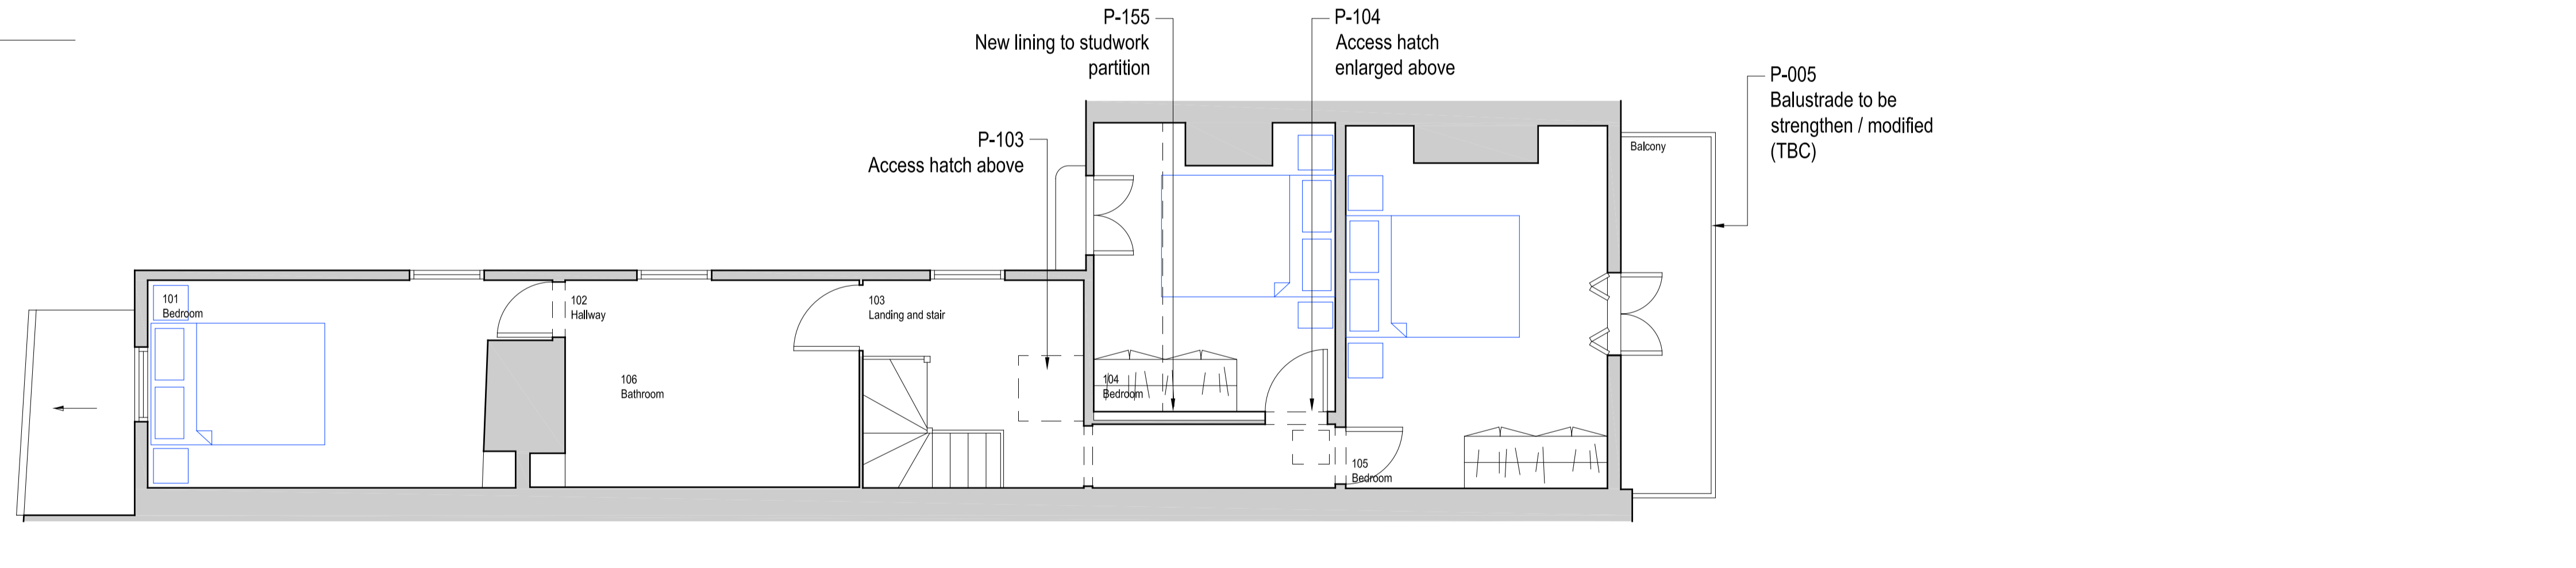 P-155
New lining to studwork
partition
P-104
Access hatch
enlarged above
P-005
Balustrade to be
strengthen / modified
(TBC)
P-103
Access hatch above
Balcony
101
Bedroom
102
Hallway
103
Landing and stair
106
Bathroom
104
Bedroom
105
Bedroom